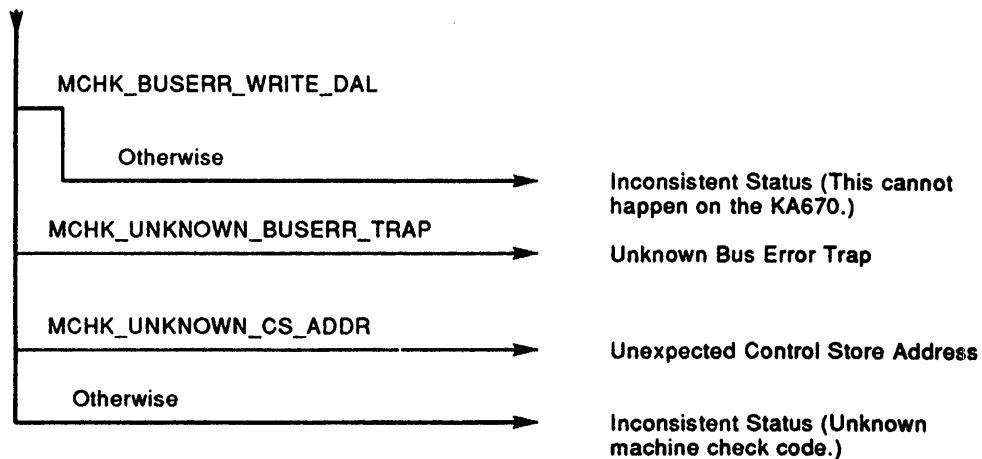 MCHK_BUSERR_WRITE_DAL
Otherwise
Inconsistent Status (This cannot
happen on the KA670.)
MCHK_UNKNOWN_BUSERR_TRAP
Unknown Bus Error Trap
MCHK_UNKNOWN_CS_ADDR
Unexpected Control Store Address
Otherwise
Inconsistent Status (Unknown
machine check code.)